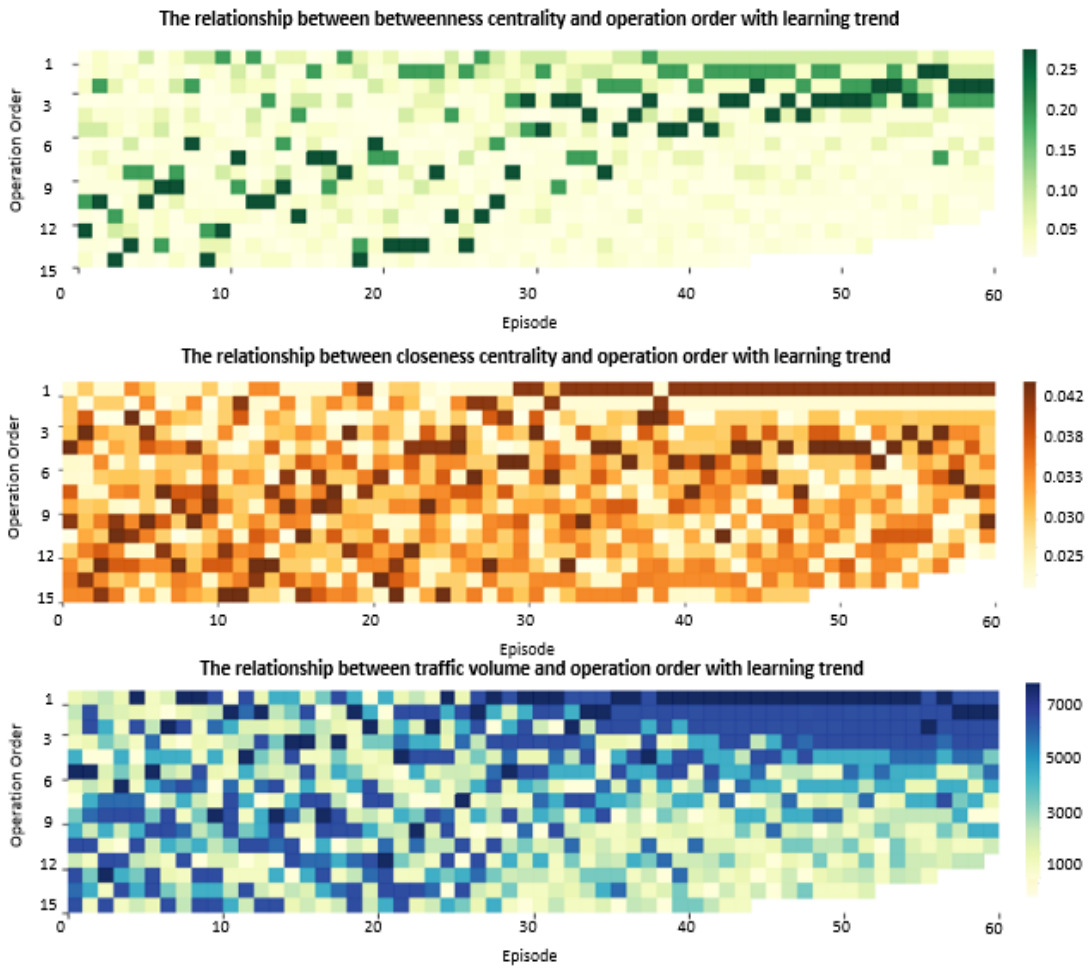 The relationship between betweenness centrality and operation order with learning trend
Operation Order
1
3
6
9
12
15
0 10 20 30 40 50 60
Episode
0.25
0.20
0.15
0.10
0.05
The relationship between closeness centrality and operation order with learning trend
Operation Order
1
3
6
9
12
15
0 10 20 30 40 50 60
Episode
0.042
0.038
0.033
0.030
0.025
The relationship between traffic volume and operation order with learning trend
Operation Order
1
3
6
9
12
15
0 10 20 30 40 50 60
Episode
7000
5000
3000
1000